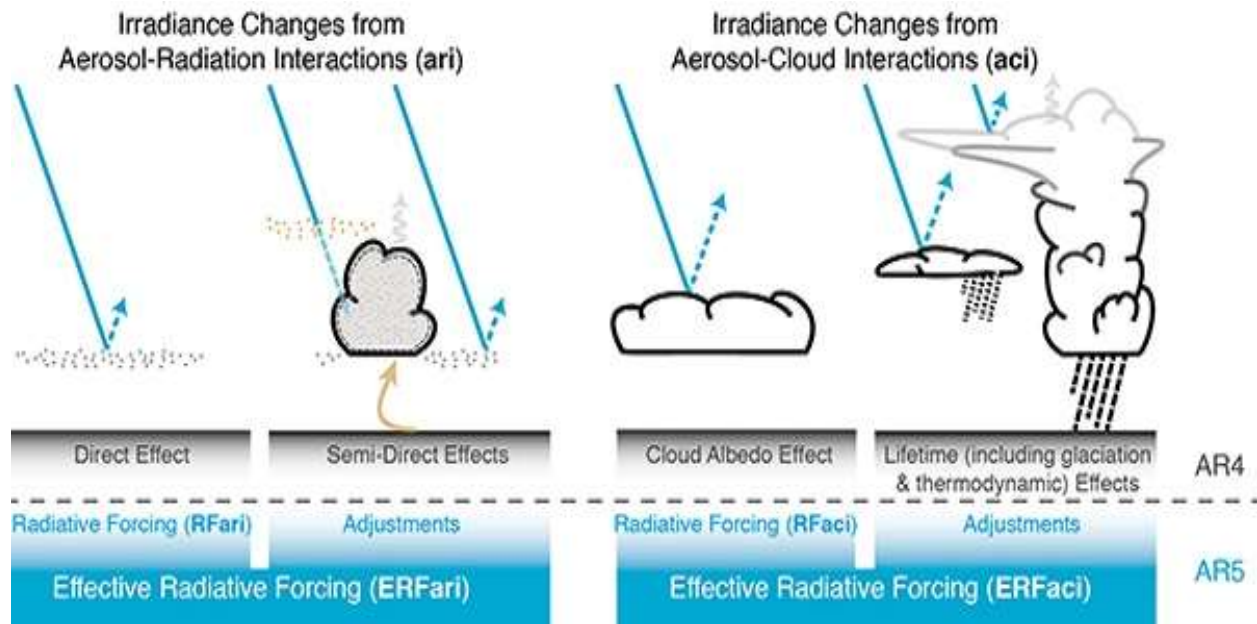 Irradiance Changes from
Aerosol-Radiation Interactions (ari)
Irradiance Changes from
Aerosol-Cloud Interactions (aci)
Direct Effect
Semi-Direct Effects
Cloud Albedo Effect
Lifetime (including glaciation
& thermodynamic) Effects
AR4
Radiative Forcing (RFari)
Adjustments
Radiative Forcing (RFaci)
Adjustments
AR5
Effective Radiative Forcing (ERFari)
Effective Radiative Forcing (ERFaci)